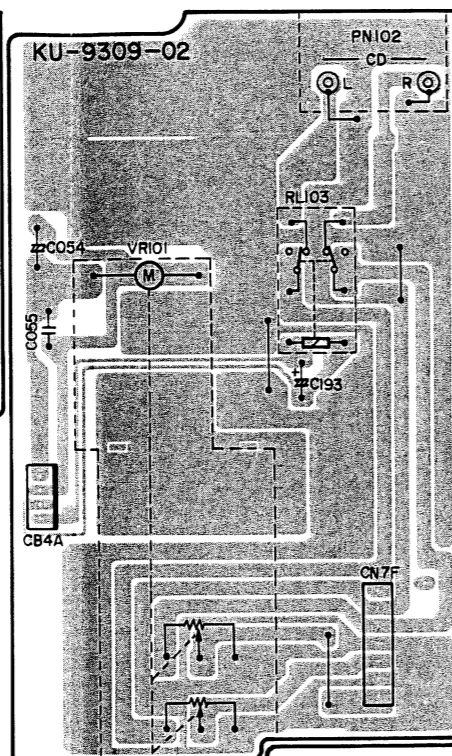 KU-9309-02
PN102
CD
L
R
RL103
C054
VR101
M
C055
+
C193
CB4A
CN7F